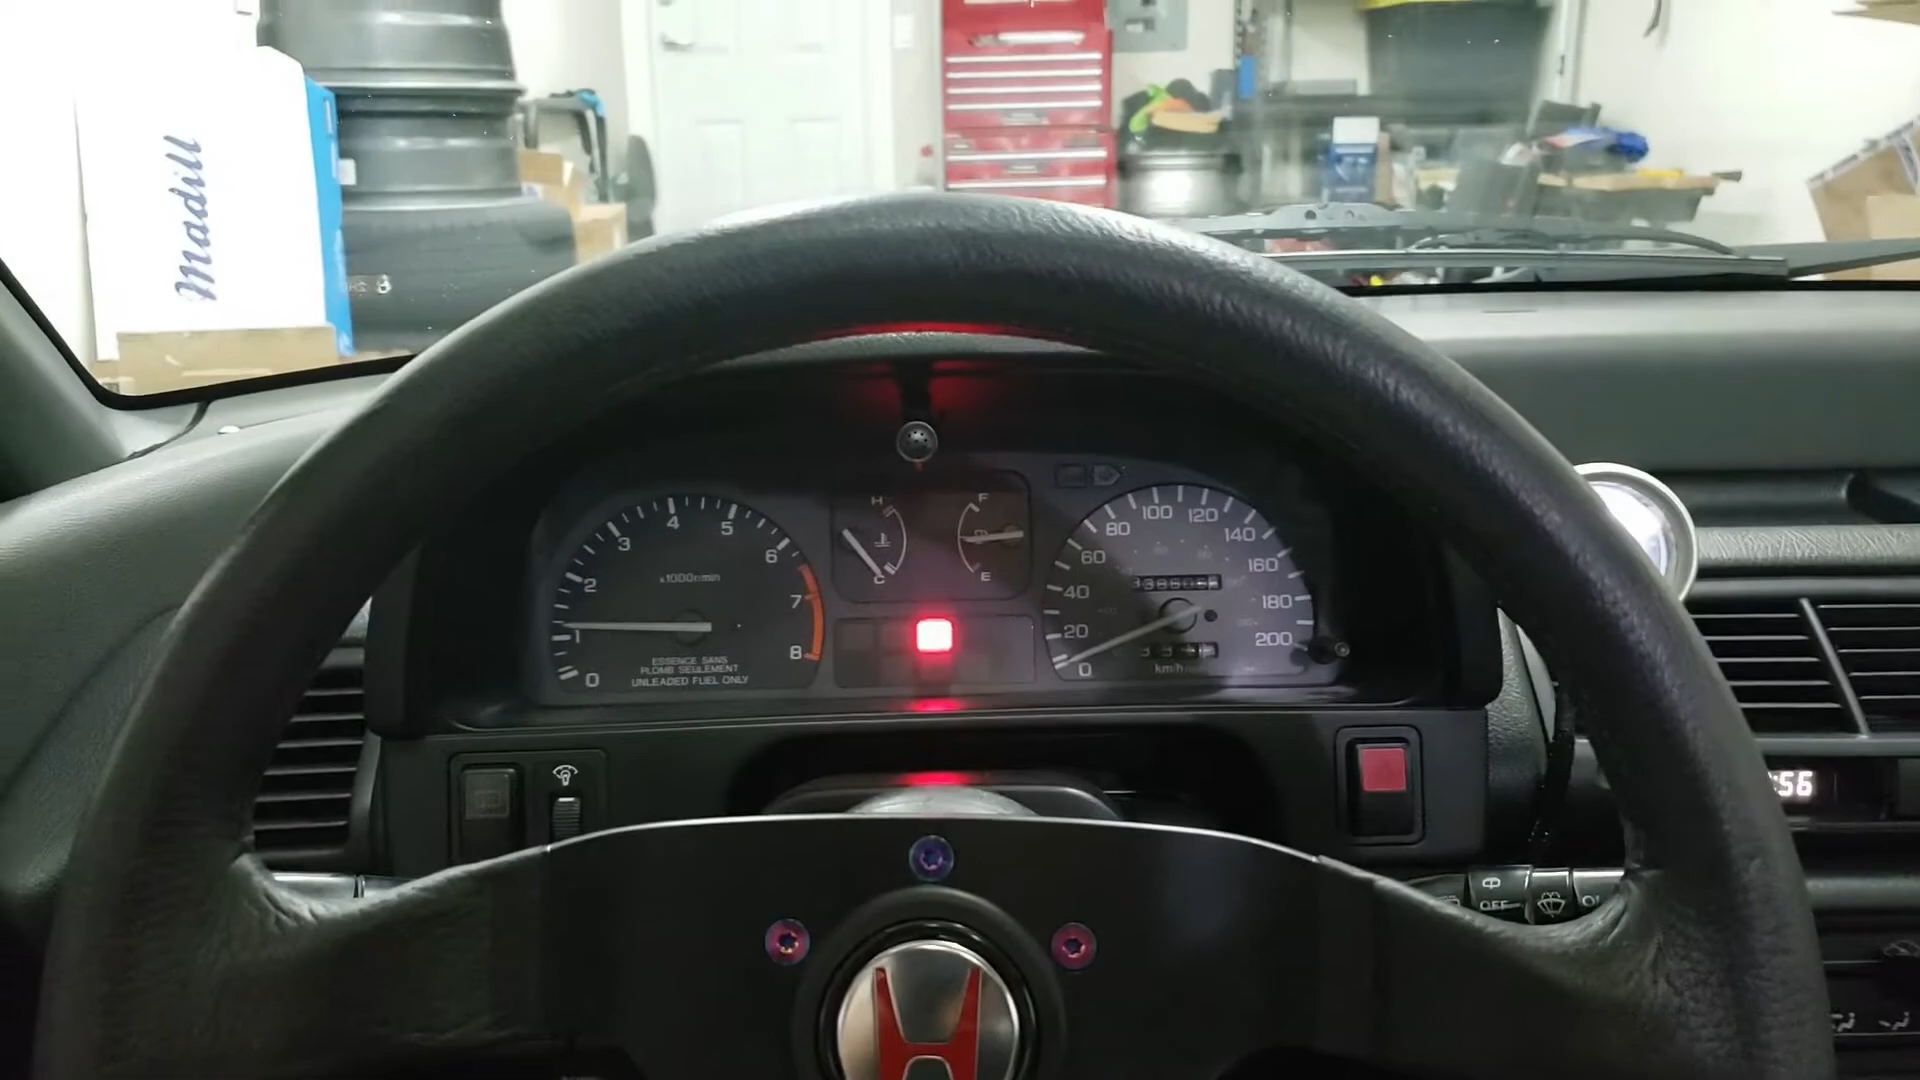 Madill
H
F
C
E
0
1
2
3
4
5
6
7
8
x1000r/min
ESSENCE SANS
PLOMB SEULEMENT
UNLEADED FUEL ONLY
0
20
40
60
80
100
120
140
160
180
200
km/h
:56
OFF